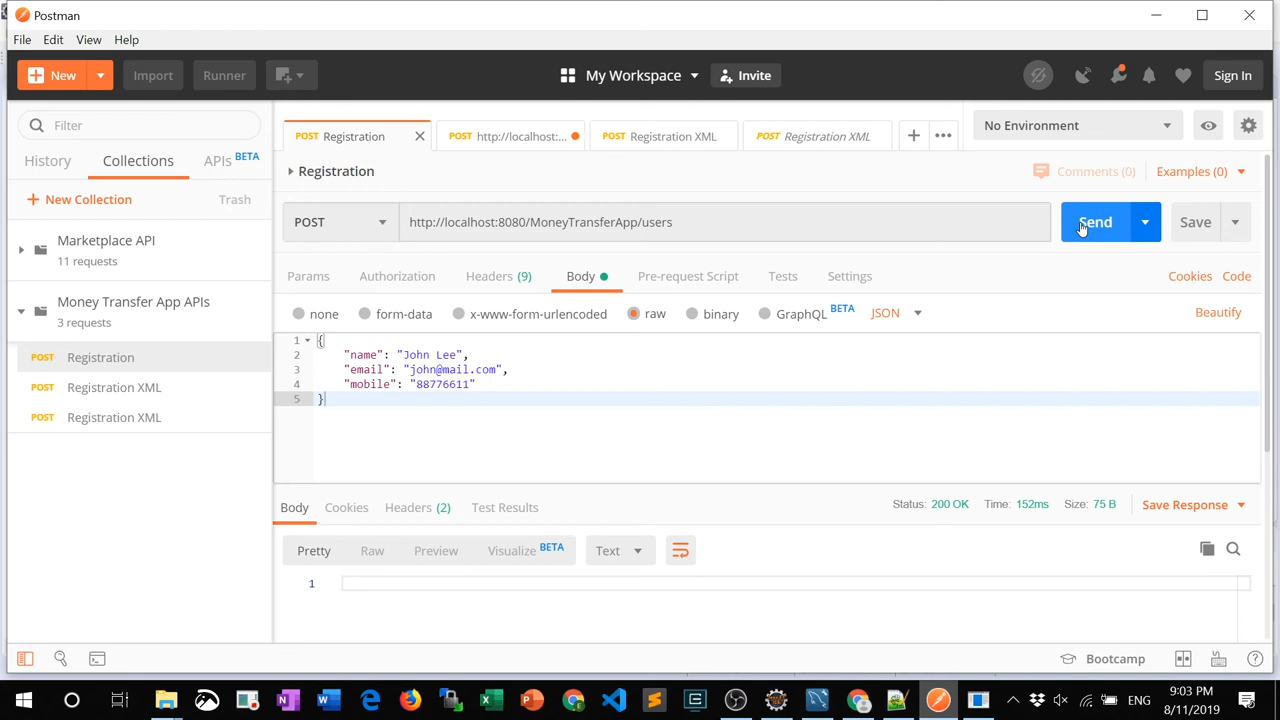 Postman
File Edit View Help
New Import Runner My Workspace Invite Sign In
Filter
History Collections APIs BETA
New Collection Trash
Marketplace API
11 requests
Money Transfer App APIs
3 requests
POST Registration
POST Registration XML
POST Registration XML
POST Registration POST http://localhost:... POST Registration XML POST Registration XML
No Environment
Registration
Comments (0) Examples (0)
POST http://localhost:8080/MoneyTransferApp/users Send Save
Params Authorization Headers (9) Body Pre-request Script Tests Settings Cookies Code
none form-data x-www-form-urlencoded raw binary GraphQL BETA JSON Beautify
1 {
2 "name": "John Lee",
3 "email": "john@mail.com",
4 "mobile": "88776611"
5 }
Body Cookies Headers (2) Test Results Status: 200 OK Time: 152ms Size: 75 B Save Response
Pretty Raw Preview Visualize BETA Text
1
Bootcamp
ENG
9:03 PM
8/11/2019